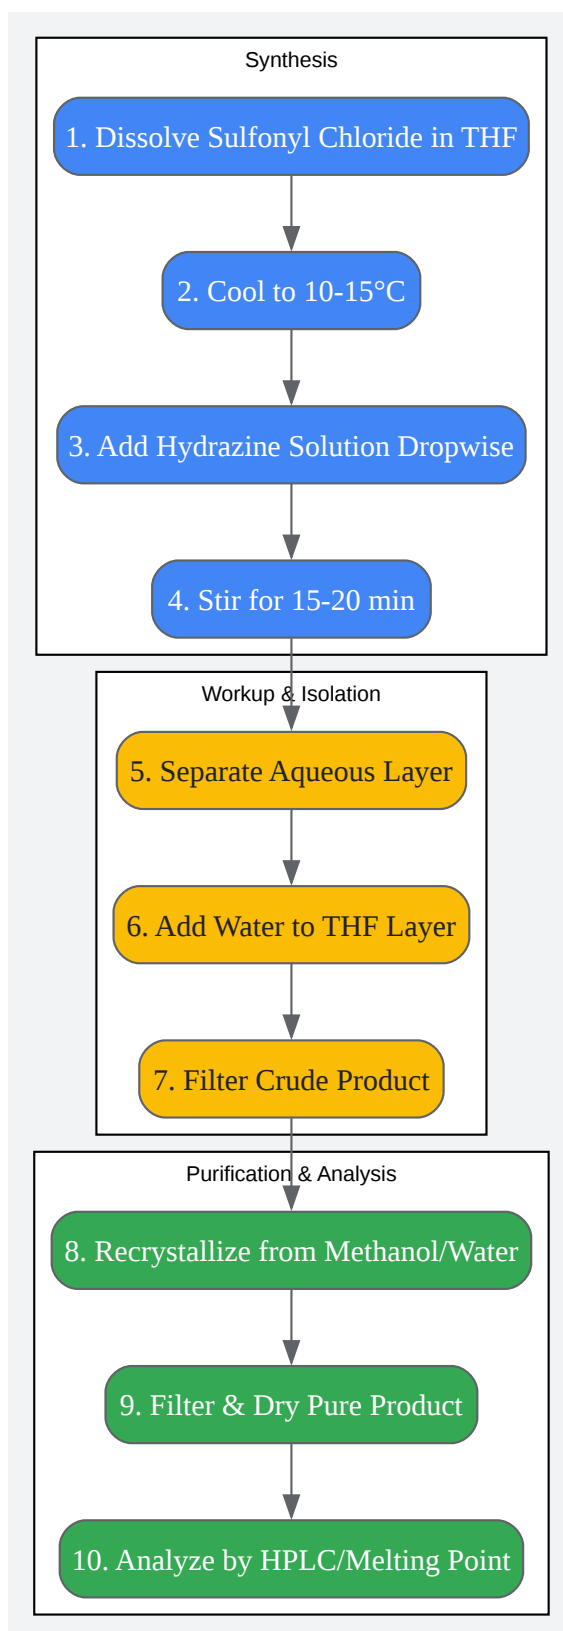 Synthesis
1. Dissolve Sulfonyl Chloride in THF
2. Cool to 10-15°C
3. Add Hydrazine Solution Dropwise
4. Stir for 15-20 min
Workup & Isolation
5. Separate Aqueous Layer
6. Add Water to THF Layer
7. Filter Crude Product
Purification & Analysis
8. Recrystallize from Methanol/Water
9. Filter & Dry Pure Product
10. Analyze by HPLC/Melting Point